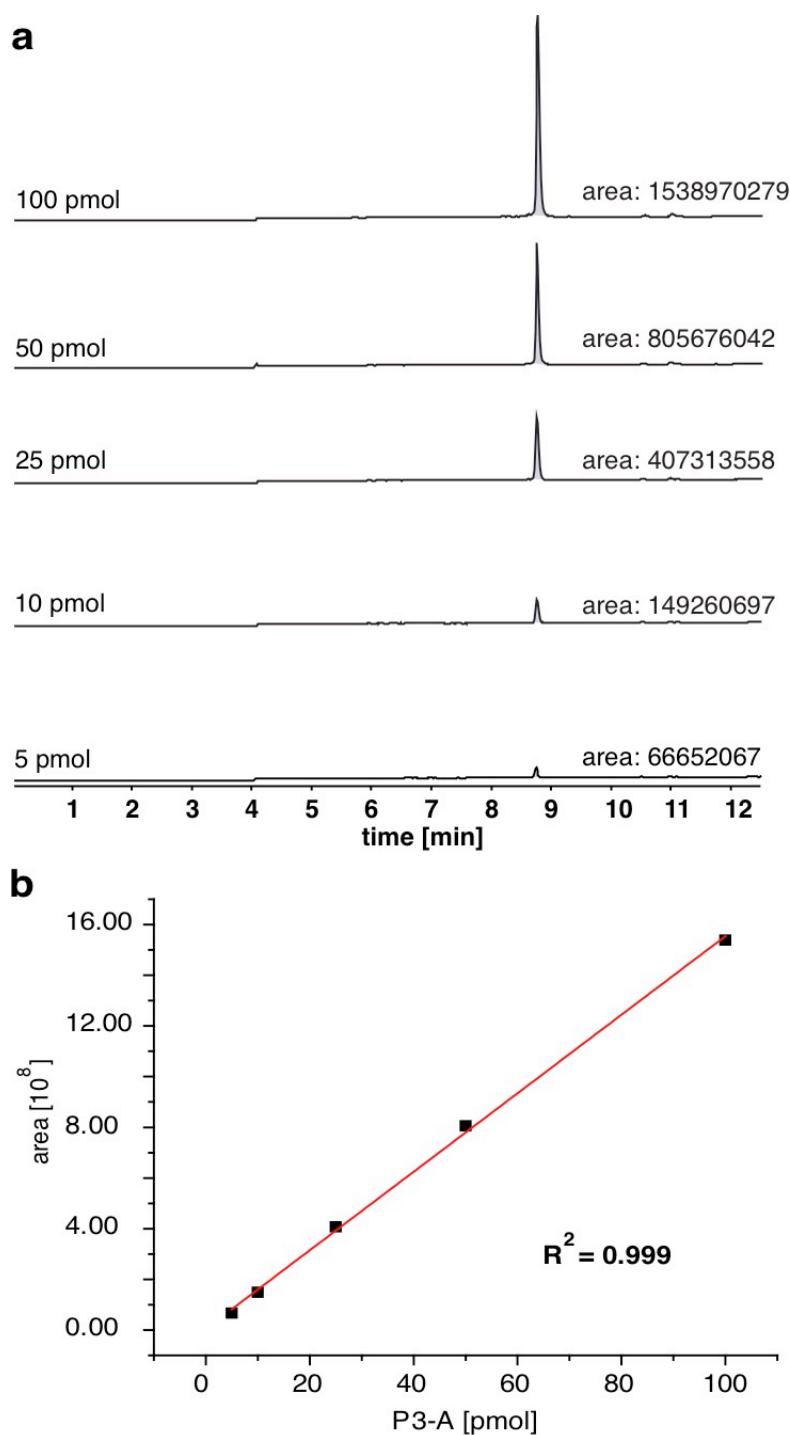 a
100 pmol
area: 1538970279
50 pmol
area: 805676042
25 pmol
area: 407313558
10 pmol
area: 149260697
5 pmol
area: 66652067
1 2 3 4 5 6 7 8 9 10 11 12
time [min]
b
16.00
12.00
8.00
4.00
0.00
area [10^8]
R^2 = 0.999
0 20 40 60 80 100
P3-A [pmol]